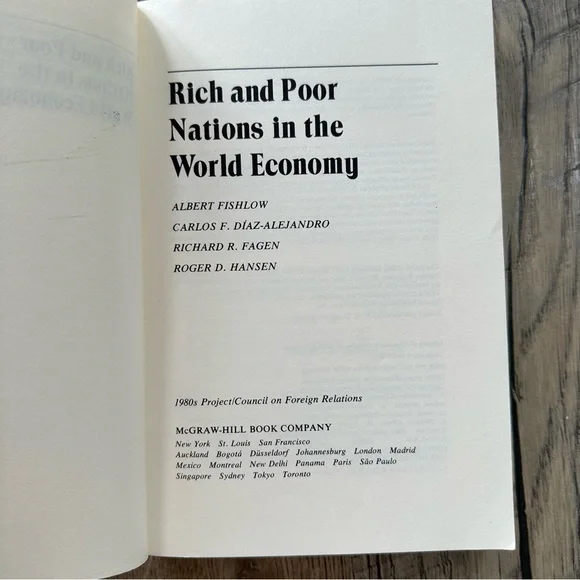 Rich and Poor
Nations in the
World Economy
ALBERT FISHLOW
CARLOS F. DÍAZ-ALEJANDRO
RICHARD R. FAGEN
ROGER D. HANSEN
1980s Project/Council on Foreign Relations
McGRAW-HILL BOOK COMPANY
New York St. Louis San Francisco
Auckland Bogotá Düsseldorf Johannesburg London Madrid
Mexico Montreal New Delhi Panama Paris São Paulo
Singapore Sydney Tokyo Toronto